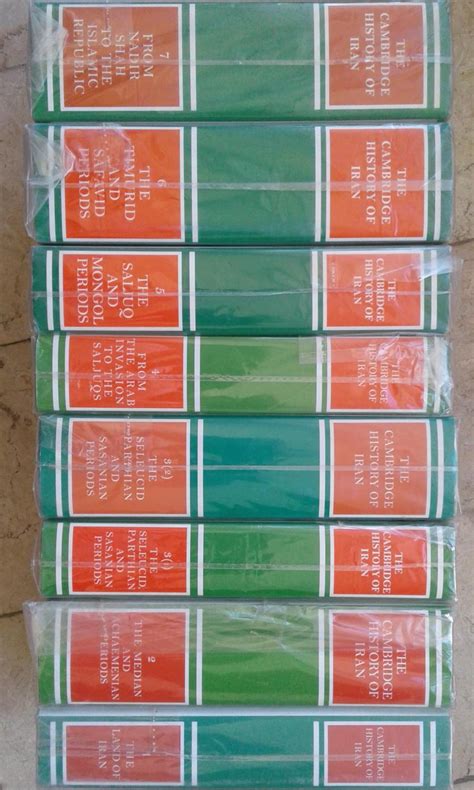 THE
CAMBRIDGE
HISTORY OF
IRAN
7
FROM
NADIR
SHAH
TO THE
ISLAMIC
REPUBLIC
THE
CAMBRIDGE
HISTORY OF
IRAN
6
THE
TIMURID
AND
SAFAVID
PERIODS
THE
CAMBRIDGE
HISTORY OF
IRAN
5
THE
SALJUQ
AND
MONGOL
PERIODS
THE
CAMBRIDGE
HISTORY OF
IRAN
4
FROM
THE ARAB
INVASION
TO THE
SALJUQS
THE
CAMBRIDGE
HISTORY OF
IRAN
3(2)
THE
SELEUCID
PARTHIAN
AND
SASANIAN
PERIODS
THE
CAMBRIDGE
HISTORY OF
IRAN
3(1)
THE
SELEUCID,
PARTHIAN
AND
SASANIAN
PERIODS
THE
CAMBRIDGE
HISTORY OF
IRAN
2
THE MEDIAN
AND
ACHAEMENIAN
PERIODS
THE
CAMBRIDGE
HISTORY OF
IRAN
1
THE
LAND OF
IRAN